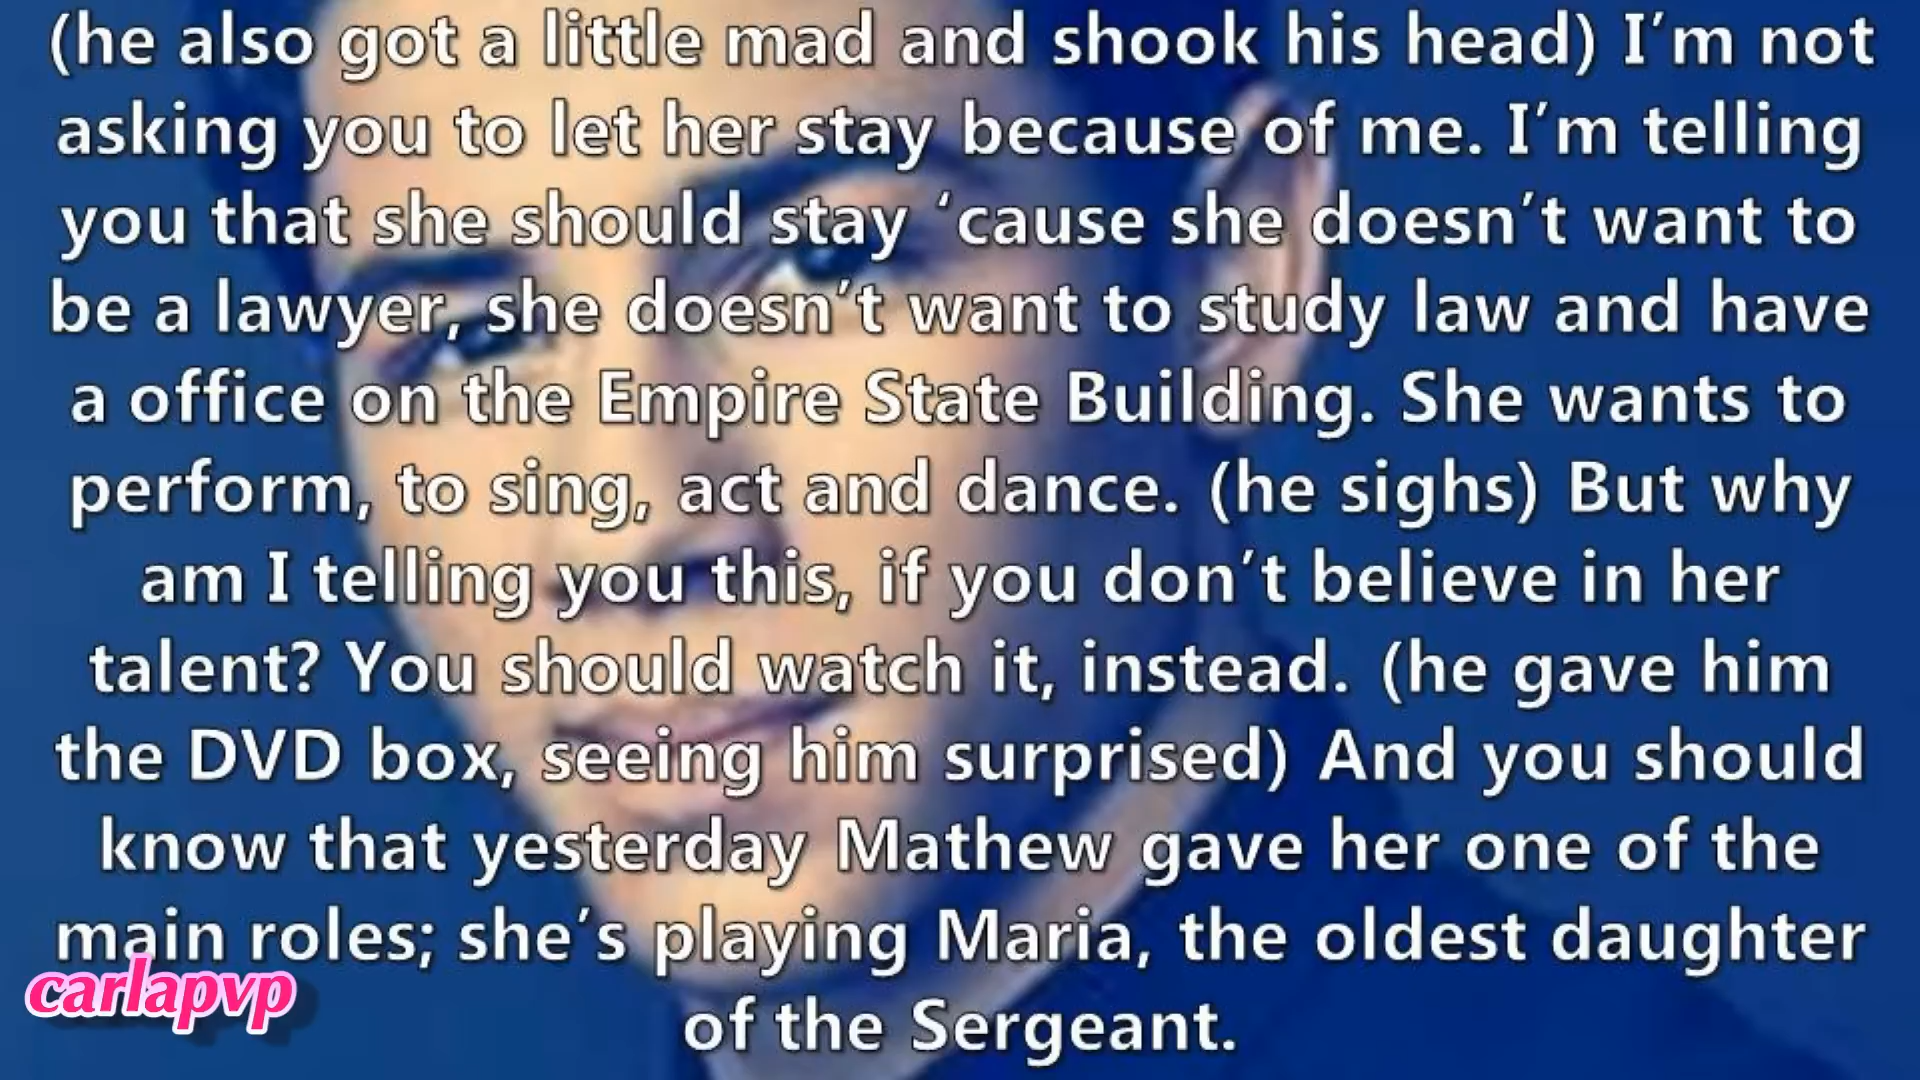 (he also got a little mad and shook his head) I’m not
asking you to let her stay because of me. I’m telling
you that she should stay ‘cause she doesn’t want to
be a lawyer, she doesn’t want to study law and have
a office on the Empire State Building. She wants to
perform, to sing, act and dance. (he sighs) But why
am I telling you this, if you don’t believe in her
talent? You should watch it, instead. (he gave him
the DVD box, seeing him surprised) And you should
know that yesterday Mathew gave her one of the
main roles; she’s playing Maria, the oldest daughter
of the Sergeant.
carlapvp